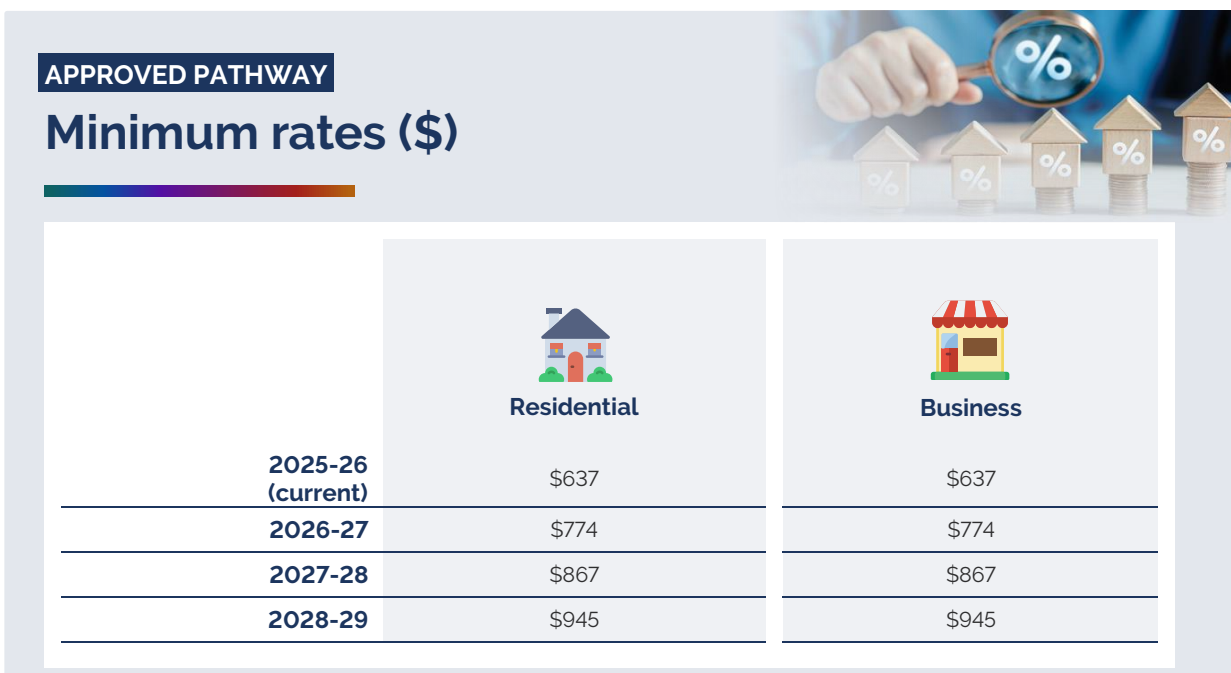 APPROVED PATHWAY
Minimum rates ($)
%
% % % % %
Residential Business
2025-26
(current) $637 $637
2026-27 $774 $774
2027-28 $867 $867
2028-29 $945 $945